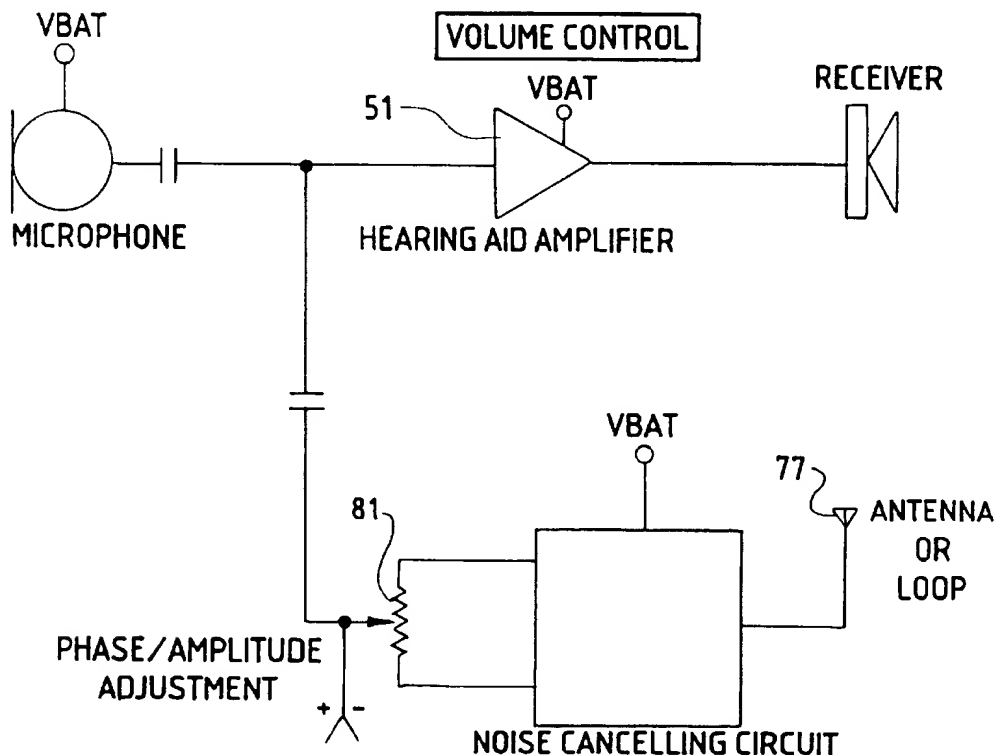 VBAT
VOLUME CONTROL
VBAT
RECEIVER
51
MICROPHONE
HEARING AID AMPLIFIER
VBAT
77
81
ANTENNA
OR
LOOP
PHASE/AMPLITUDE
ADJUSTMENT
+ -
NOISE CANCELLING CIRCUIT